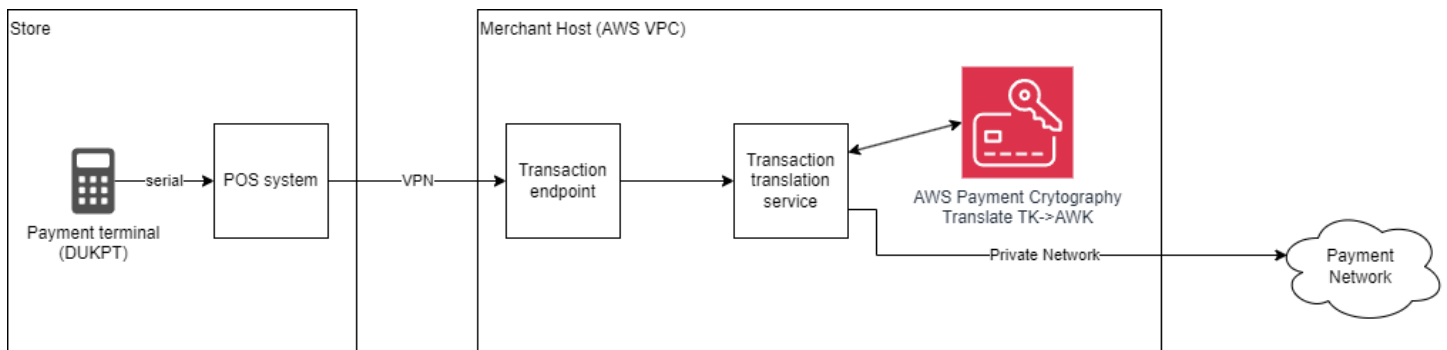 Store
Merchant Host (AWS VPC)
Payment terminal
(DUKPT)
serial
POS system
VPN
Transaction
endpoint
Transaction
translation
service
AWS Payment Crytography
Translate TK->AWK
Private Network
Payment
Network